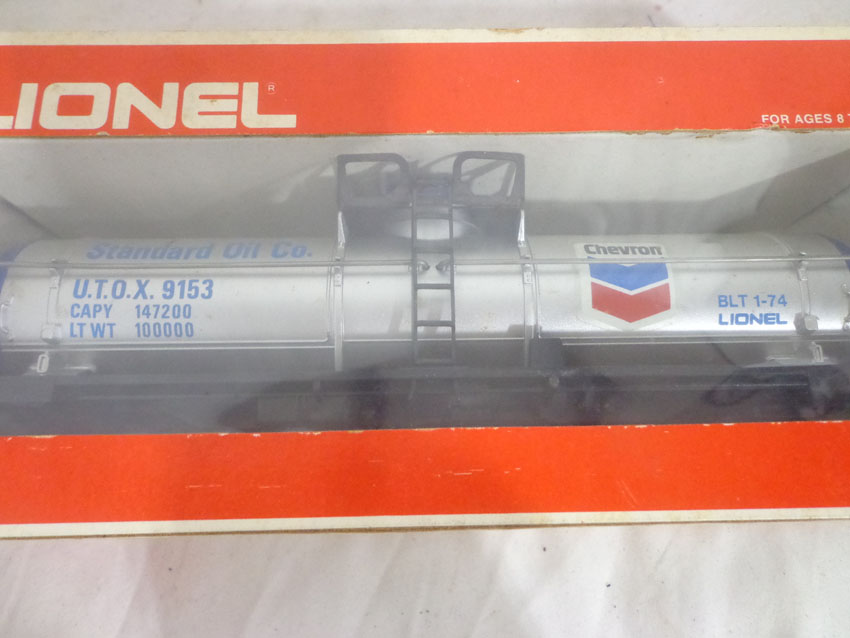 LIONEL®
FOR AGES 8
Standard Oil Co.
U.T.O.X. 9153
CAPY 147200
LT WT 100000
Chevron
BLT 1-74
LIONEL